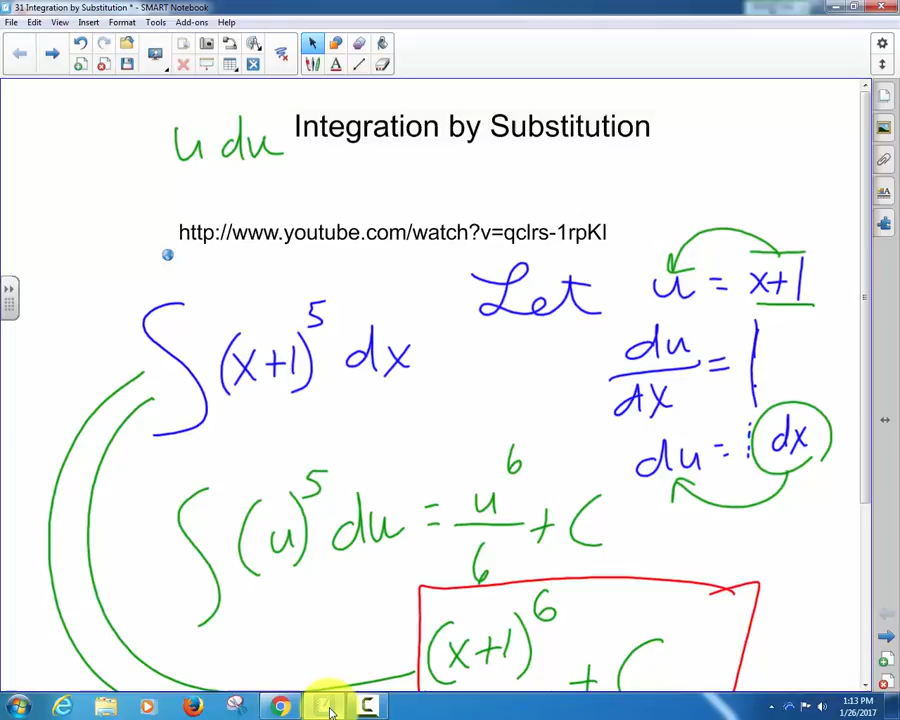 31 Integration by Substitution * - SMART Notebook
File Edit View Insert Format Tools Add-ons Help
u du Integration by Substitution
http://www.youtube.com/watch?v=qclrs-1rpKI
Let u = x+1
∫ (x+1)^5 dx
du/dx = 1
du = dx
∫ (u)^5 du = u^6/6 + C
(x+1)^6
+ C
1:13 PM
1/26/2017